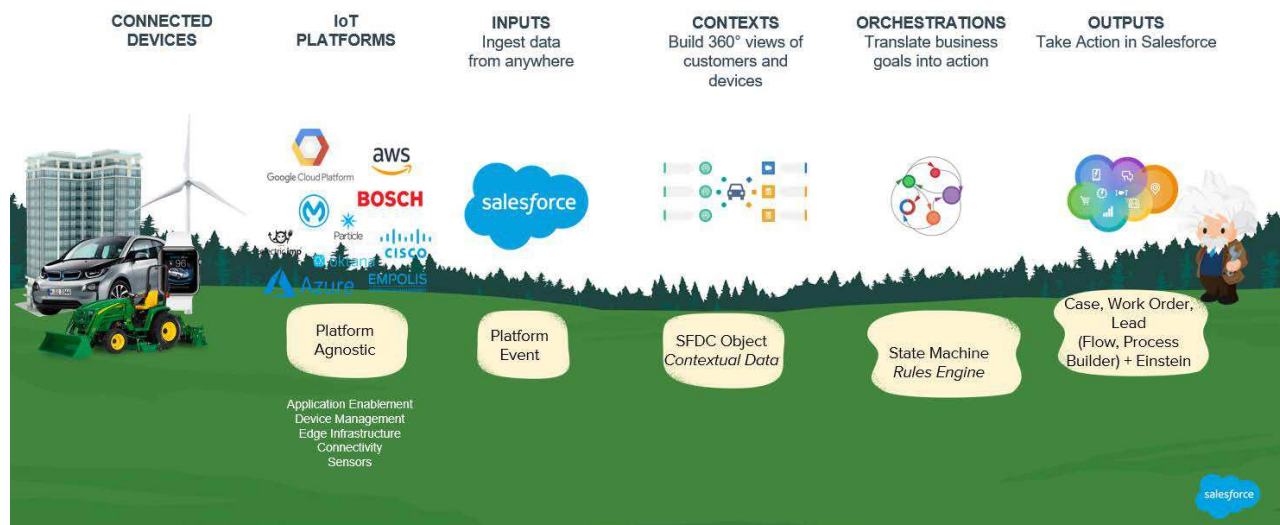 CONNECTED
DEVICES
IoT
PLATFORMS
INPUTS
Ingest data
from anywhere
CONTEXTS
Build 360° views of
customers and
devices
ORCHESTRATIONS
Translate business
goals into action
OUTPUTS
Take Action in Salesforce
Google Cloud Platform
aws
BOSCH
Particle
electric imp
CISCO
Azure
EMPOLIS
salesforce
96
Platform
Agnostic
Platform
Event
SFDC Object
Contextual Data
State Machine
Rules Engine
Case, Work Order,
Lead
(Flow, Process
Builder) + Einstein
Application Enablement
Device Management
Edge Infrastructure
Connectivity
Sensors
salesforce